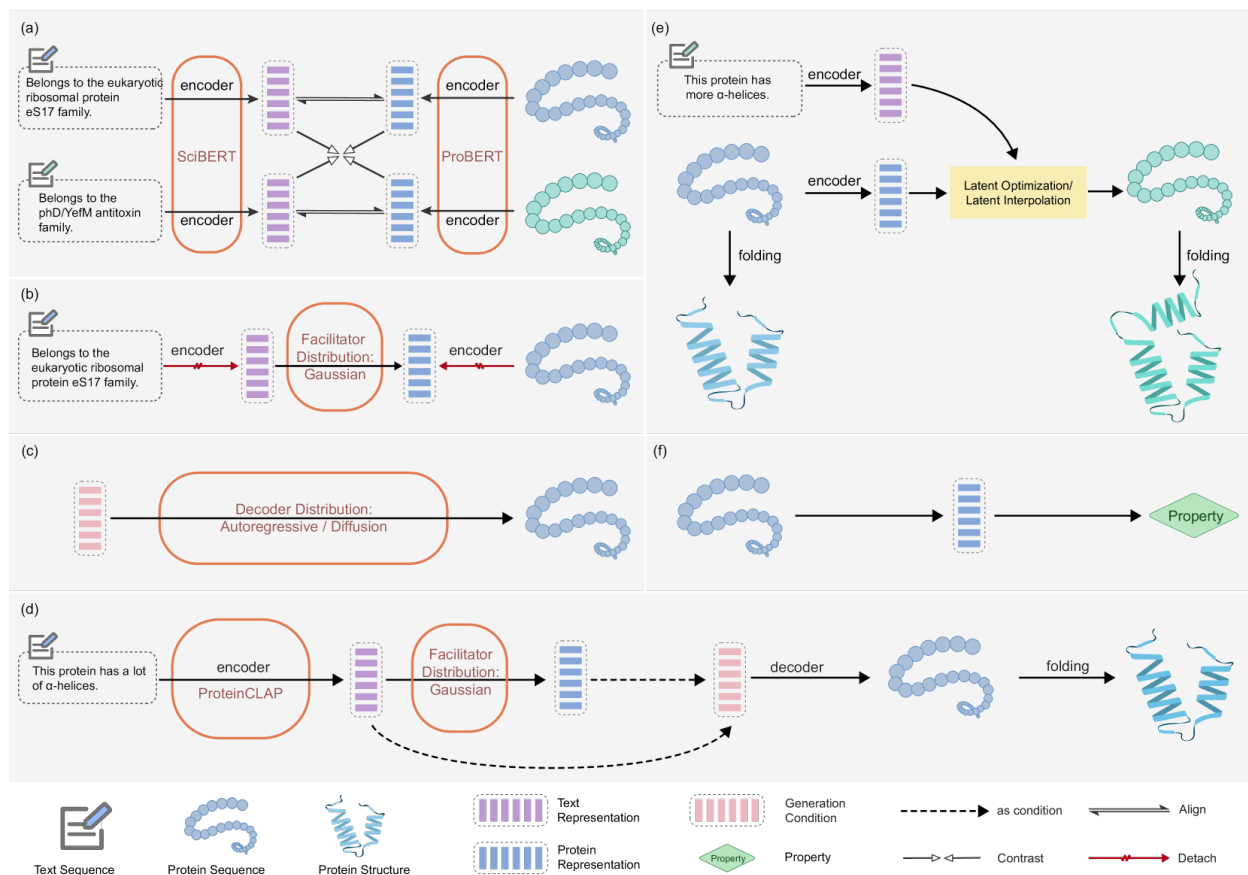 (a)
Belongs to the eukaryotic
ribosomal protein
eS17 family.
encoder
encoder
SciBERT
ProBERT
Belongs to the
phD/YefM antitoxin
family.
encoder
encoder
(b)
Belongs to the
eukaryotic ribosomal
protein eS17 family.
encoder
Facilitator
Distribution:
Gaussian
encoder
(c)
Decoder Distribution:
Autoregressive / Diffusion
(d)
This protein has a lot
of α-helices.
encoder
ProteinCLAP
Facilitator
Distribution:
Gaussian
decoder
folding
(e)
This protein has
more α-helices.
encoder
encoder
Latent Optimization/
Latent Interpolation
folding
folding
(f)
Property
Text Sequence
Protein Sequence
Protein Structure
Text
Representation
Protein
Representation
Generation
Condition
Property
Property
as condition
Contrast
Align
Detach